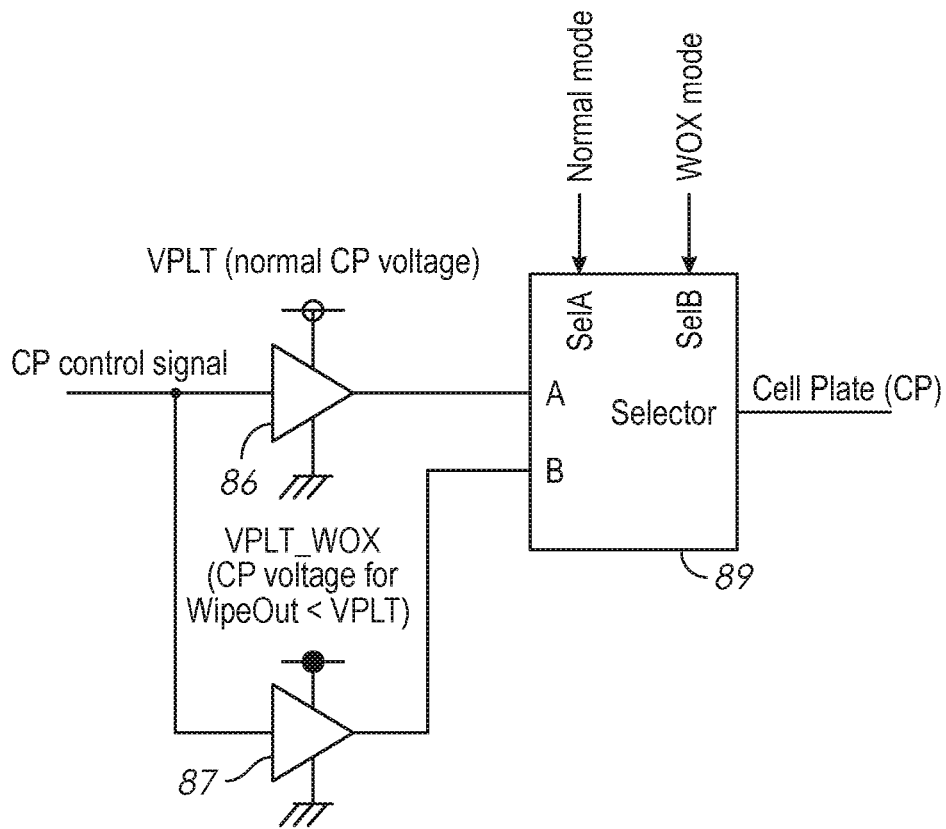 Normal mode
WOX mode
VPLT (normal CP voltage)
SelA
SelB
CP control signal
A
Selector
Cell Plate (CP)
86
B
VPLT_WOX
(CP voltage for
WipeOut < VPLT)
89
87